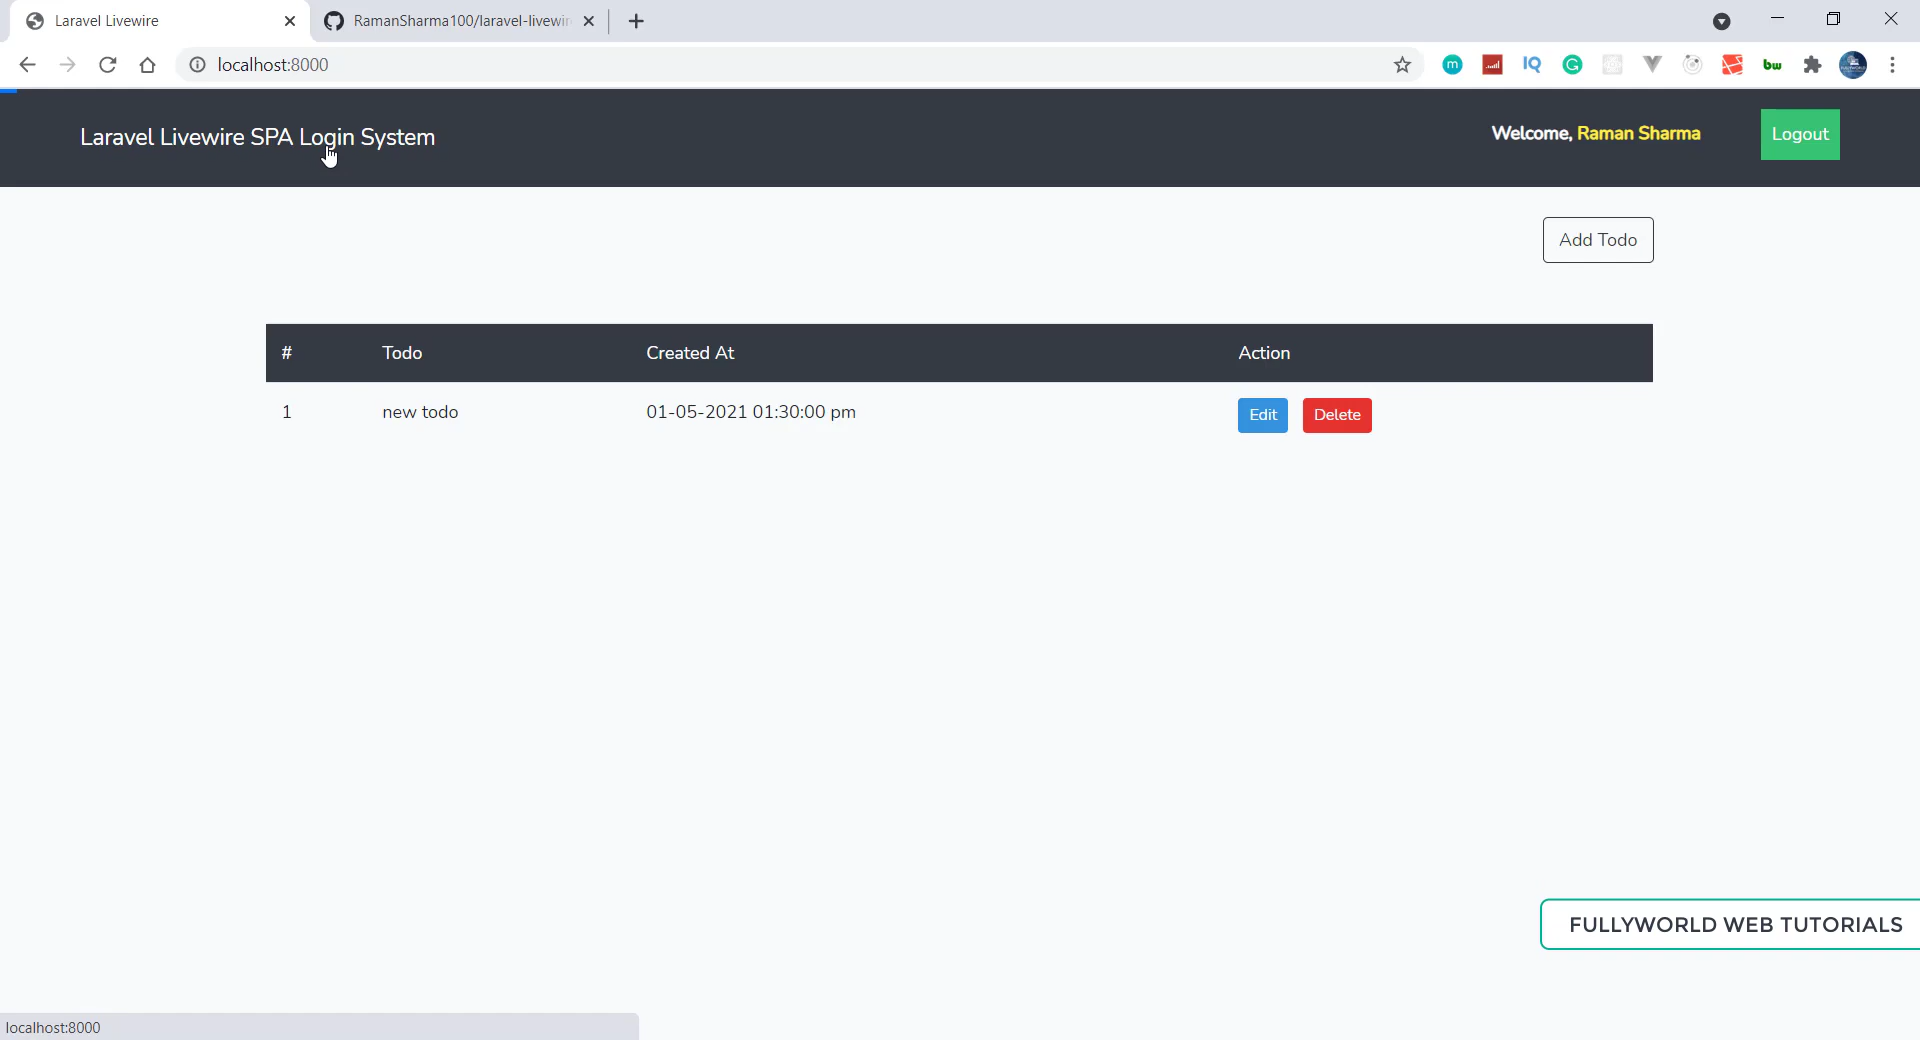 Laravel Livewire
RamanSharma100/laravel-livewir
localhost:8000
Laravel Livewire SPA Login System
Welcome, Raman Sharma
Logout
Add Todo
# Todo Created At Action
1 new todo 01-05-2021 01:30:00 pm Edit Delete
FULLYWORLD WEB TUTORIALS
localhost:8000